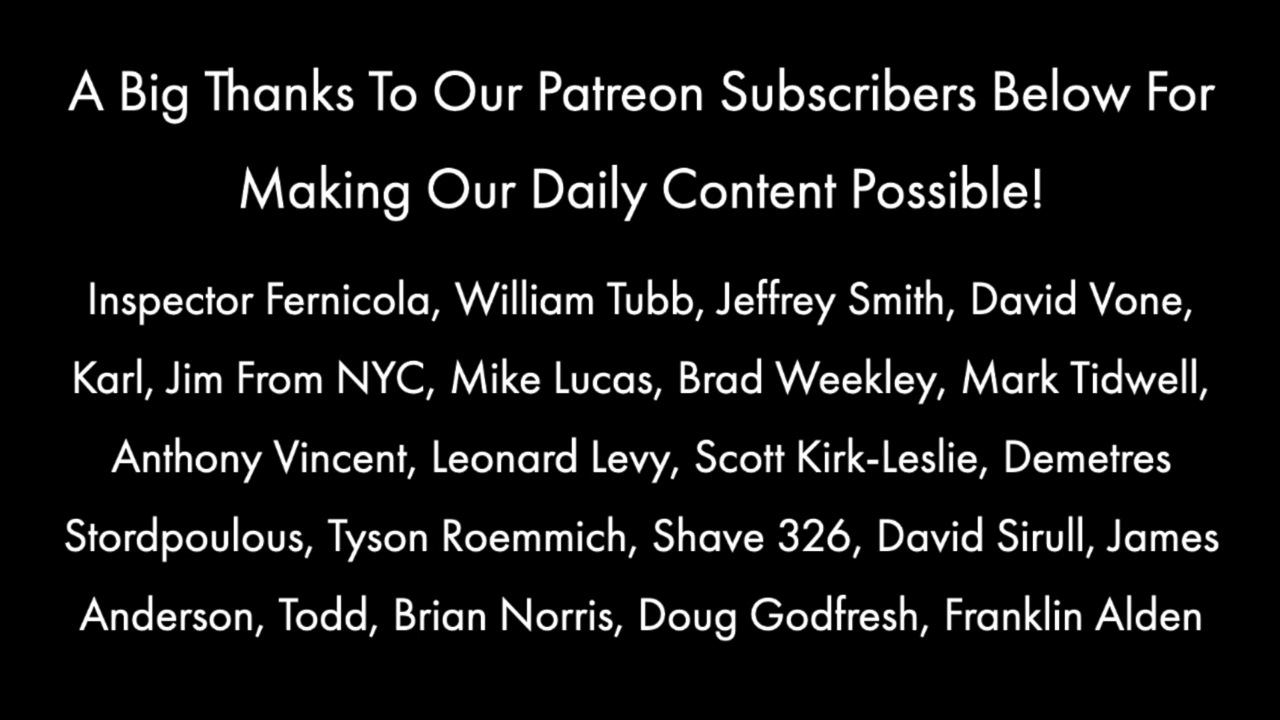 A Big Thanks To Our Patreon Subscribers Below For
Making Our Daily Content Possible!
Inspector Fernicola, William Tubb, Jeffrey Smith, David Vone,
Karl, Jim From NYC, Mike Lucas, Brad Weekley, Mark Tidwell,
Anthony Vincent, Leonard Levy, Scott Kirk-Leslie, Demetres
Stordpoulous, Tyson Roemmich, Shave 326, David Sirull, James
Anderson, Todd, Brian Norris, Doug Godfresh, Franklin Alden